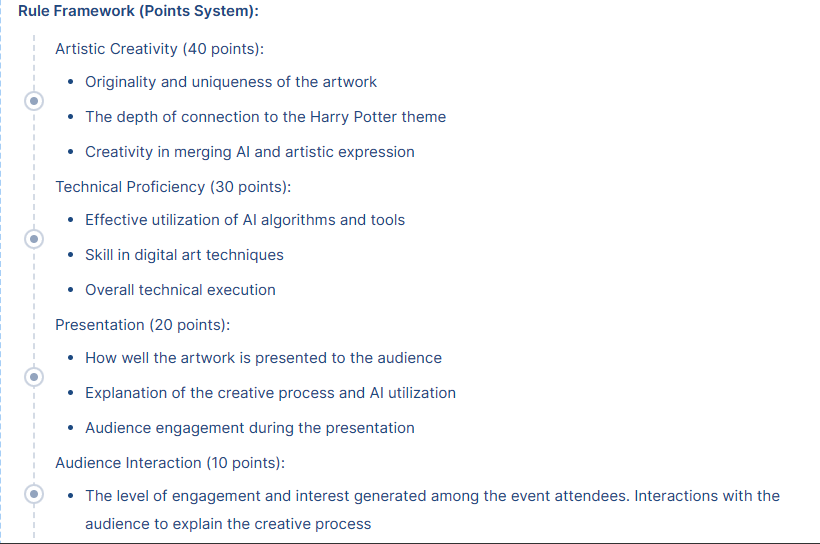 Rule Framework (Points System):
Artistic Creativity (40 points):
Originality and uniqueness of the artwork
The depth of connection to the Harry Potter theme
Creativity in merging AI and artistic expression
Technical Proficiency (30 points):
Effective utilization of AI algorithms and tools
Skill in digital art techniques
Overall technical execution
Presentation (20 points):
How well the artwork is presented to the audience
Explanation of the creative process and AI utilization
Audience engagement during the presentation
Audience Interaction (10 points):
The level of engagement and interest generated among the event attendees. Interactions with the
audience to explain the creative process